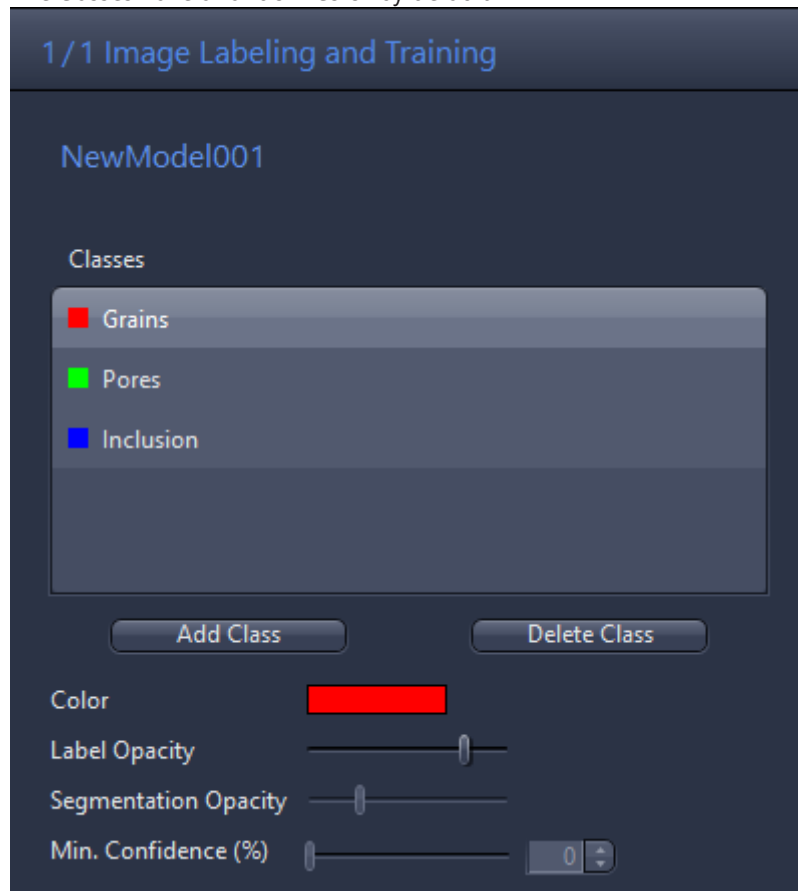 1/1 Image Labeling and Training
NewModel001
Classes
Grains
Pores
Inclusion
Add Class Delete Class
Color
Label Opacity
Segmentation Opacity
Min. Confidence (%) 0